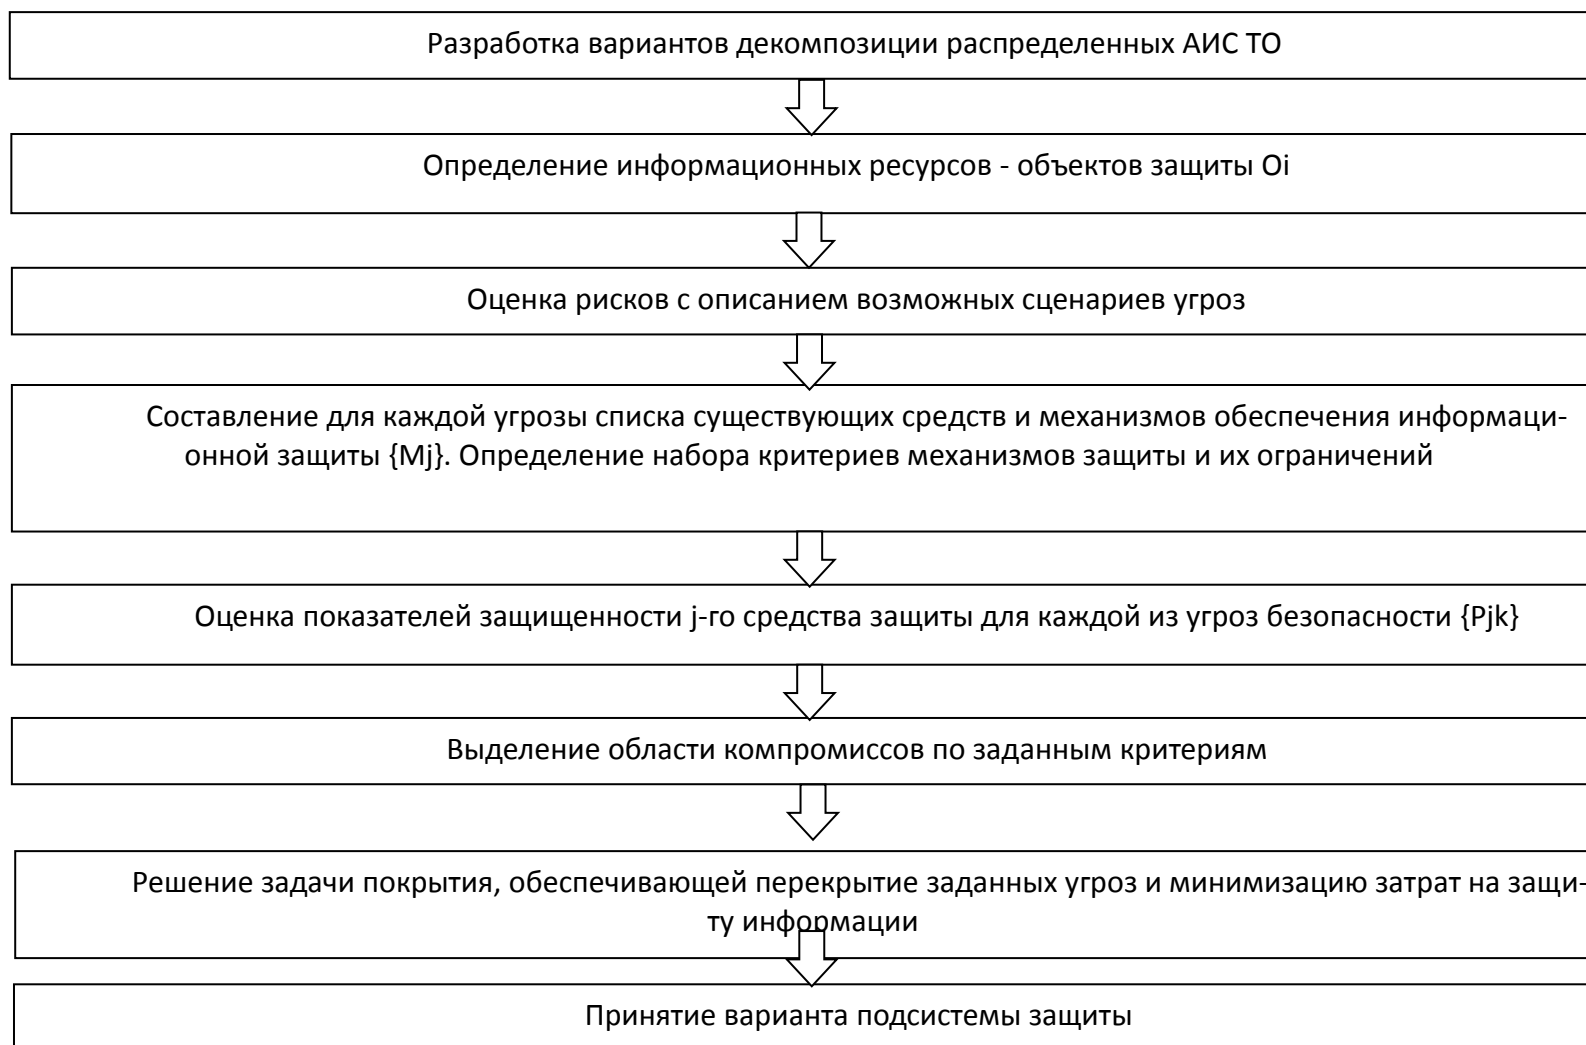 Разработка вариантов декомпозиции распределенных АИС ТО
Определение информационных ресурсов - объектов защиты Oi
Оценка рисков с описанием возможных сценариев угроз
Составление для каждой угрозы списка существующих средств и механизмов обеспечения информаци-
онной защиты {Mj}. Определение набора критериев механизмов защиты и их ограничений
Оценка показателей защищенности j-го средства защиты для каждой из угроз безопасности {Pjk}
Выделение области компромиссов по заданным критериям
Решение задачи покрытия, обеспечивающей перекрытие заданных угроз и минимизацию затрат на защи-
ту информации
Принятие варианта подсистемы защиты